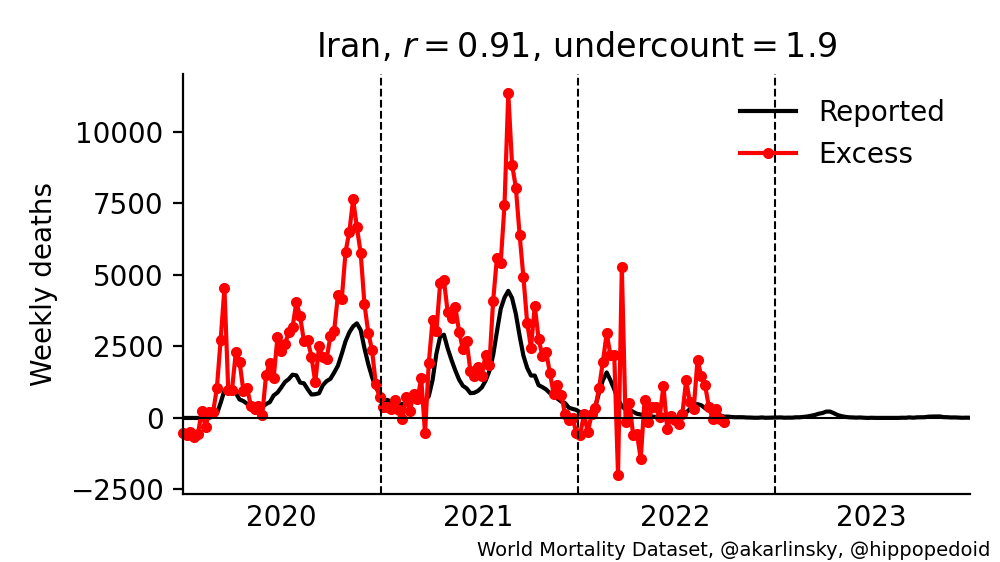 Iran, r = 0.91, undercount = 1.9
Reported
Excess
Weekly deaths
10000
7500
5000
2500
0
−2500
2020 2021 2022 2023
World Mortality Dataset, @akarlinsky, @hippopedoid